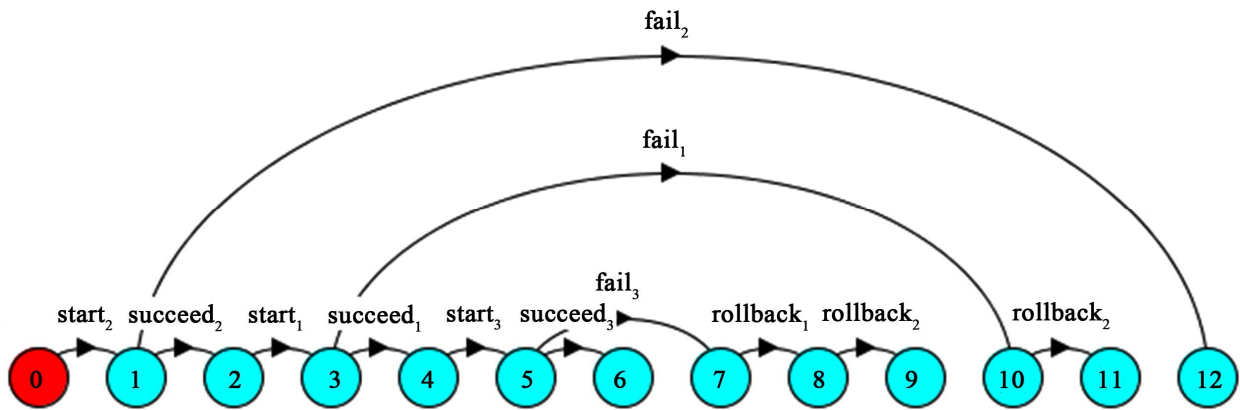 fail₂
fail₁
fail₃
start₂ succeed₂ start₁ succeed₁ start₃ succeed₃ rollback₁ rollback₂ rollback₂
0 1 2 3 4 5 6 7 8 9 10 11 12